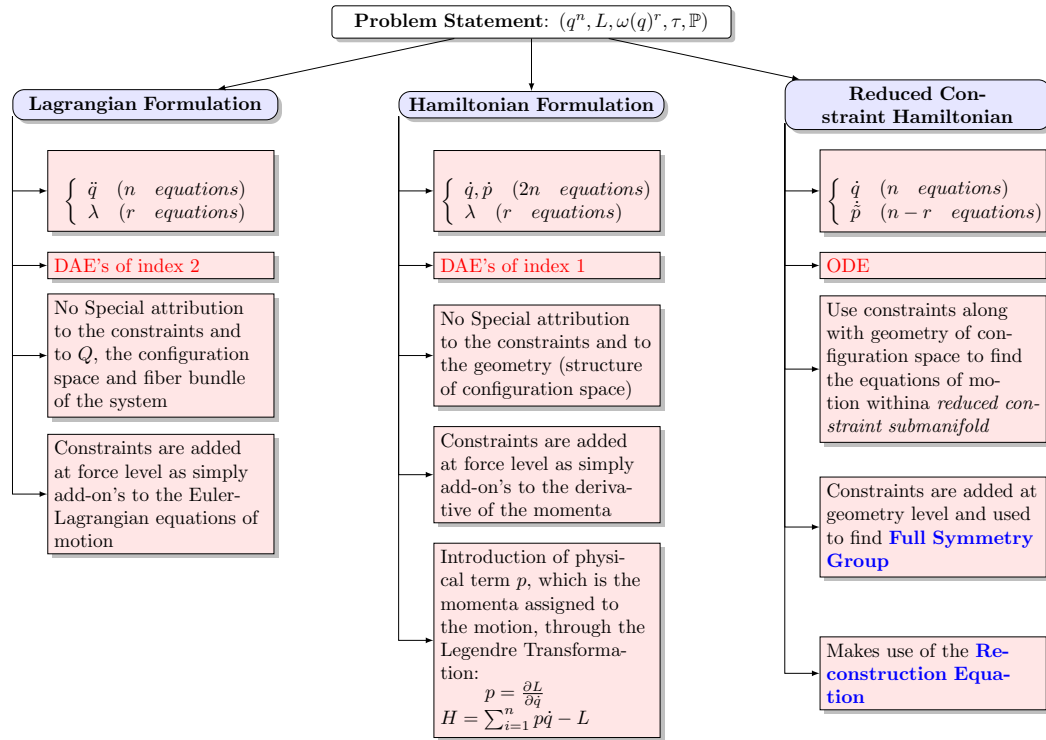 Problem Statement: (qⁿ, L, ω(q)ʳ, τ, ℙ)
Lagrangian Formulation
{ q̈ (n equations)
λ (r equations)
DAE's of index 2
No Special attribution
to the constraints and
to Q, the configuration
space and fiber bundle
of the system
Constraints are added
at force level as simply
add-on's to the Euler-
Lagrangian equations of
motion
Hamiltonian Formulation
{ q̇, ṗ (2n equations)
λ (r equations)
DAE's of index 1
No Special attribution
to the constraints and to
the geometry (structure
of configuration space)
Constraints are added
at force level as simply
add-on's to the deriva-
tive of the momenta
Introduction of physi-
cal term p, which is the
momenta assigned to
the motion, through the
Legendre Transforma-
tion:
p = ∂L/∂q̇
H = ∑ⁿᵢ₌₁ pq̇ − L
Reduced Con-
straint Hamiltonian
{ q̇ (n equations)
p̃̇ (n − r equations)
ODE
Use constraints along
with geometry of con-
figuration space to find
the equations of mo-
tion withina reduced con-
straint submanifold
Constraints are added at
geometry level and used
to find Full Symmetry
Group
Makes use of the Re-
construction Equa-
tion